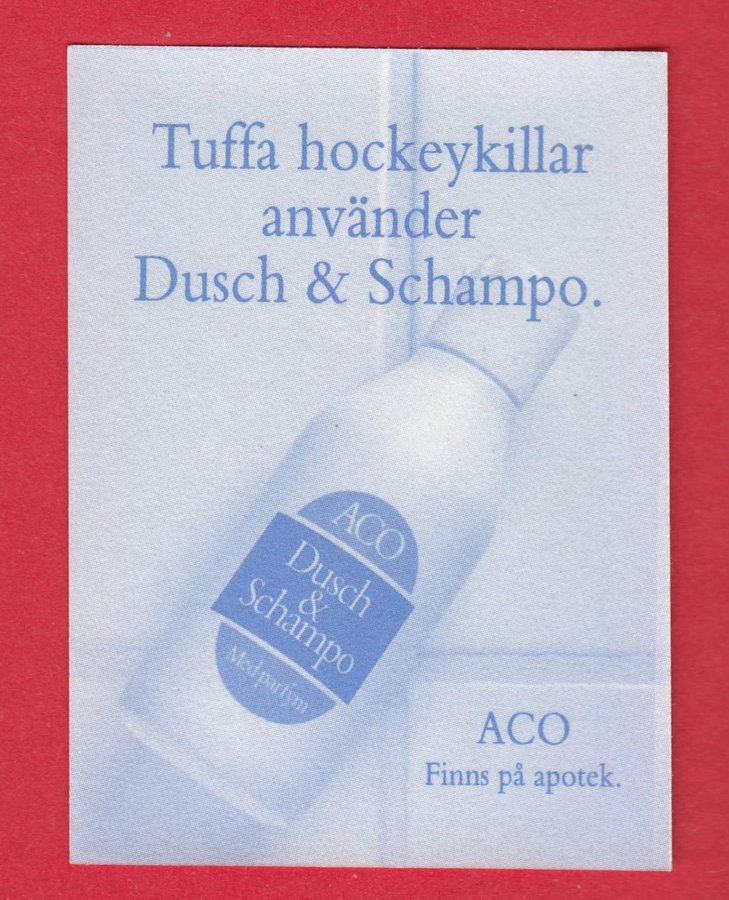 Tuffa hockeykillar
använder
Dusch & Schampo.
ACO
Dusch
&
Schampo
Med parfym
ACO
Finns på apotek.